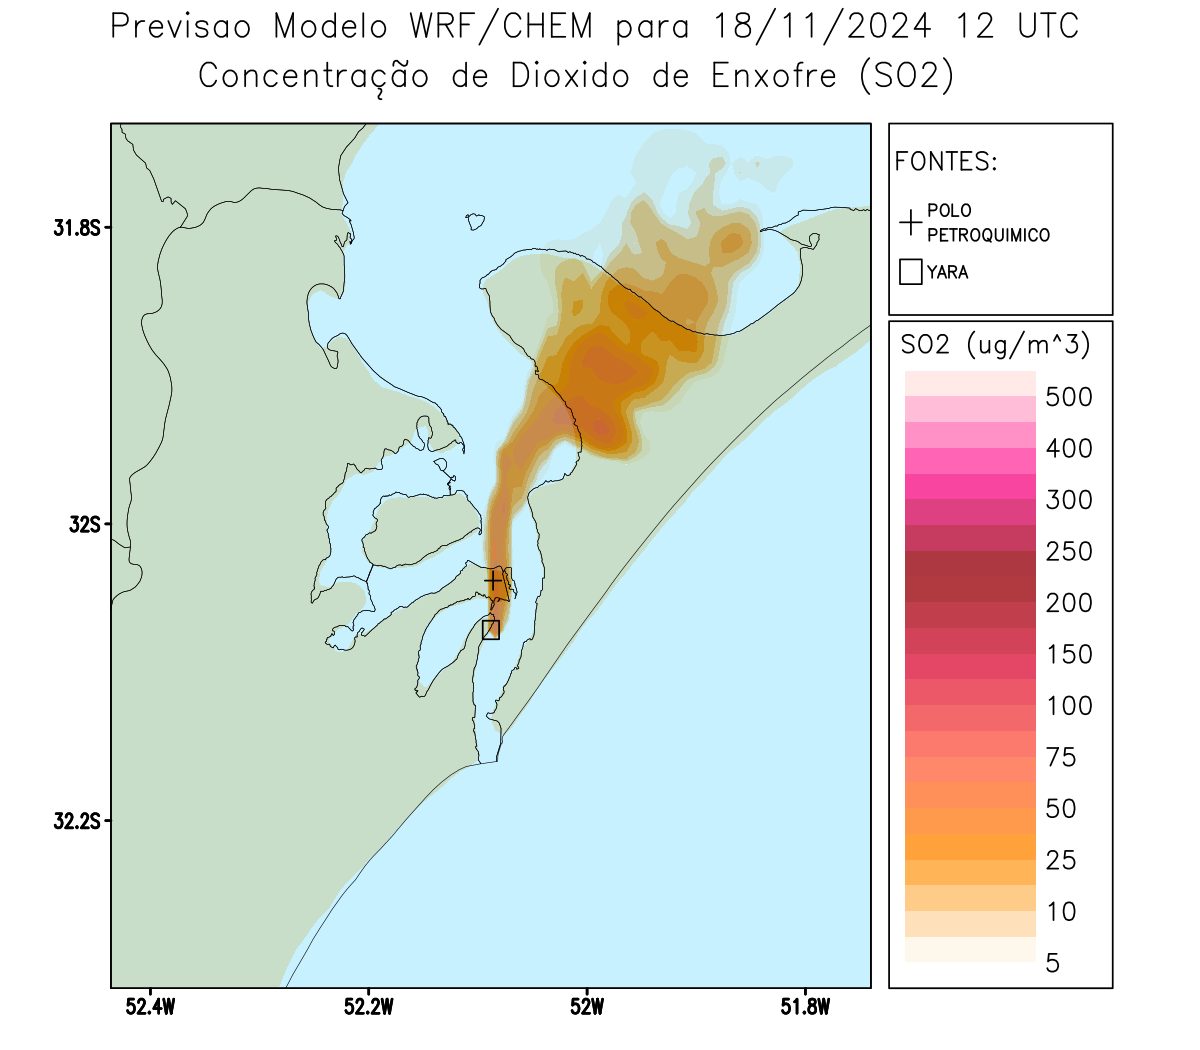 Previsao Modelo WRF/CHEM para 18/11/2024 12 UTC
Concentração de Dioxido de Enxofre (SO2)
FONTES:
POLO
PETROQUIMICO
YARA
SO2 (ug/m^3)
500
400
300
250
200
150
100
75
50
25
10
5
31.8S
32S
32.2S
52.4W
52.2W
52W
51.8W